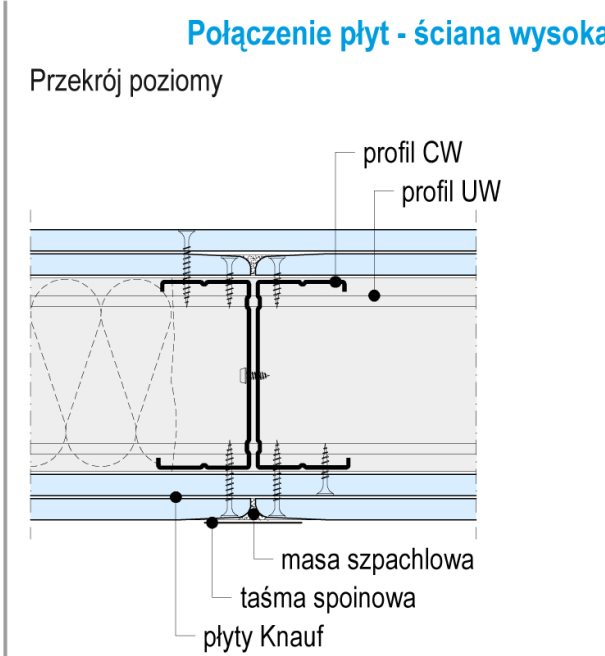 Połączenie płyt - ściana wysoka
Przekrój poziomy
profil CW
profil UW
masa szpachlowa
taśma spoinowa
płyty Knauf